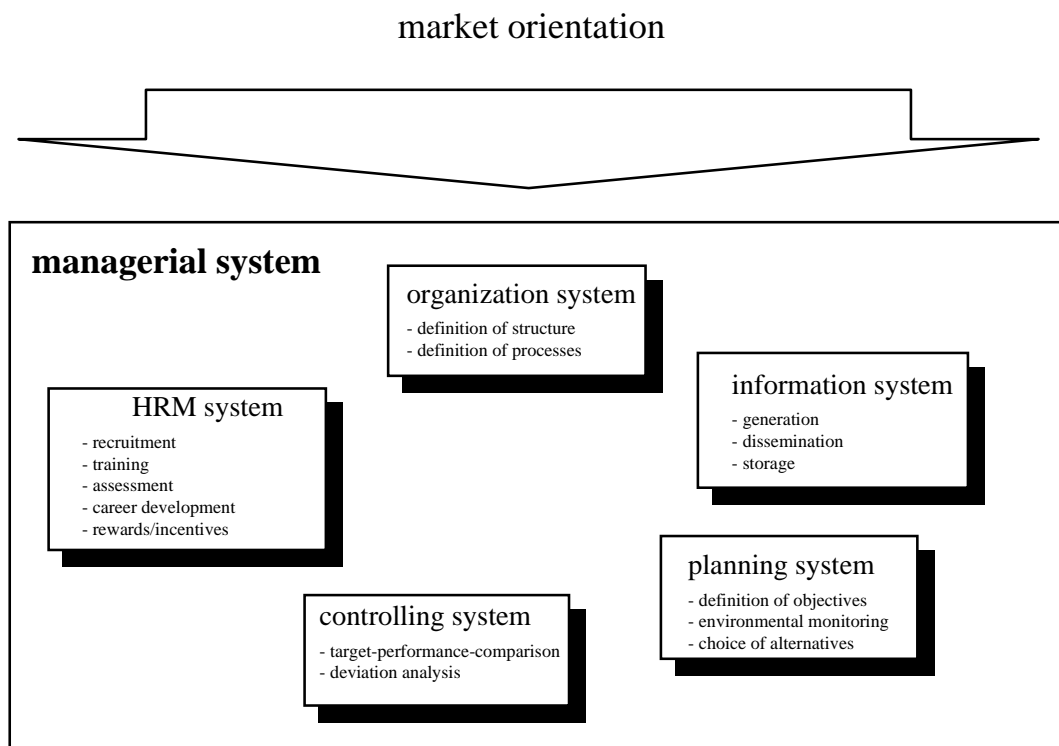 market orientation
managerial system
organization system
- definition of structure
- definition of processes
information system
- generation
- dissemination
- storage
HRM system
- recruitment
- training
- assessment
- career development
- rewards/incentives
planning system
- definition of objectives
- environmental monitoring
- choice of alternatives
controlling system
- target-performance-comparison
- deviation analysis